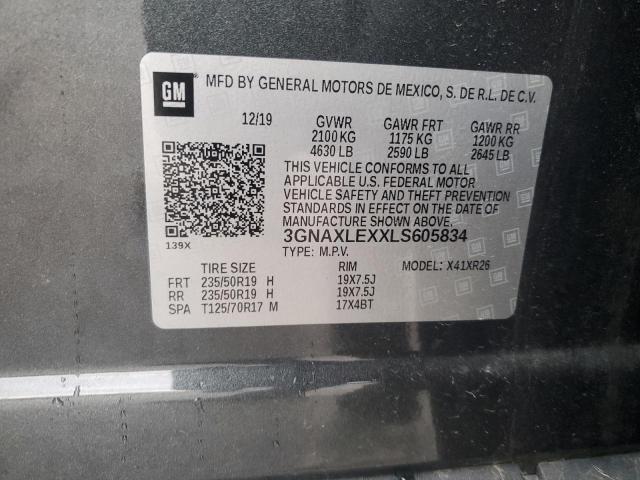 GM
MFD BY GENERAL MOTORS DE MEXICO, S. DE R.L. DE C.V.
12/19 GVWR GAWR FRT GAWR RR
2100 KG 1175 KG 1200 KG
4630 LB 2590 LB 2645 LB
THIS VEHICLE CONFORMS TO ALL
APPLICABLE U.S. FEDERAL MOTOR
VEHICLE SAFETY AND THEFT PREVENTION
STANDARDS IN EFFECT ON THE DATE OF
MANUFACTURE SHOWN ABOVE.
3GNAXLEXXLS605834
139X
TYPE: M.P.V. MODEL: X41XR26
TIRE SIZE RIM
FRT 235/50R19 H 19X7.5J
RR 235/50R19 H 19X7.5J
SPA T125/70R17 M 17X4BT